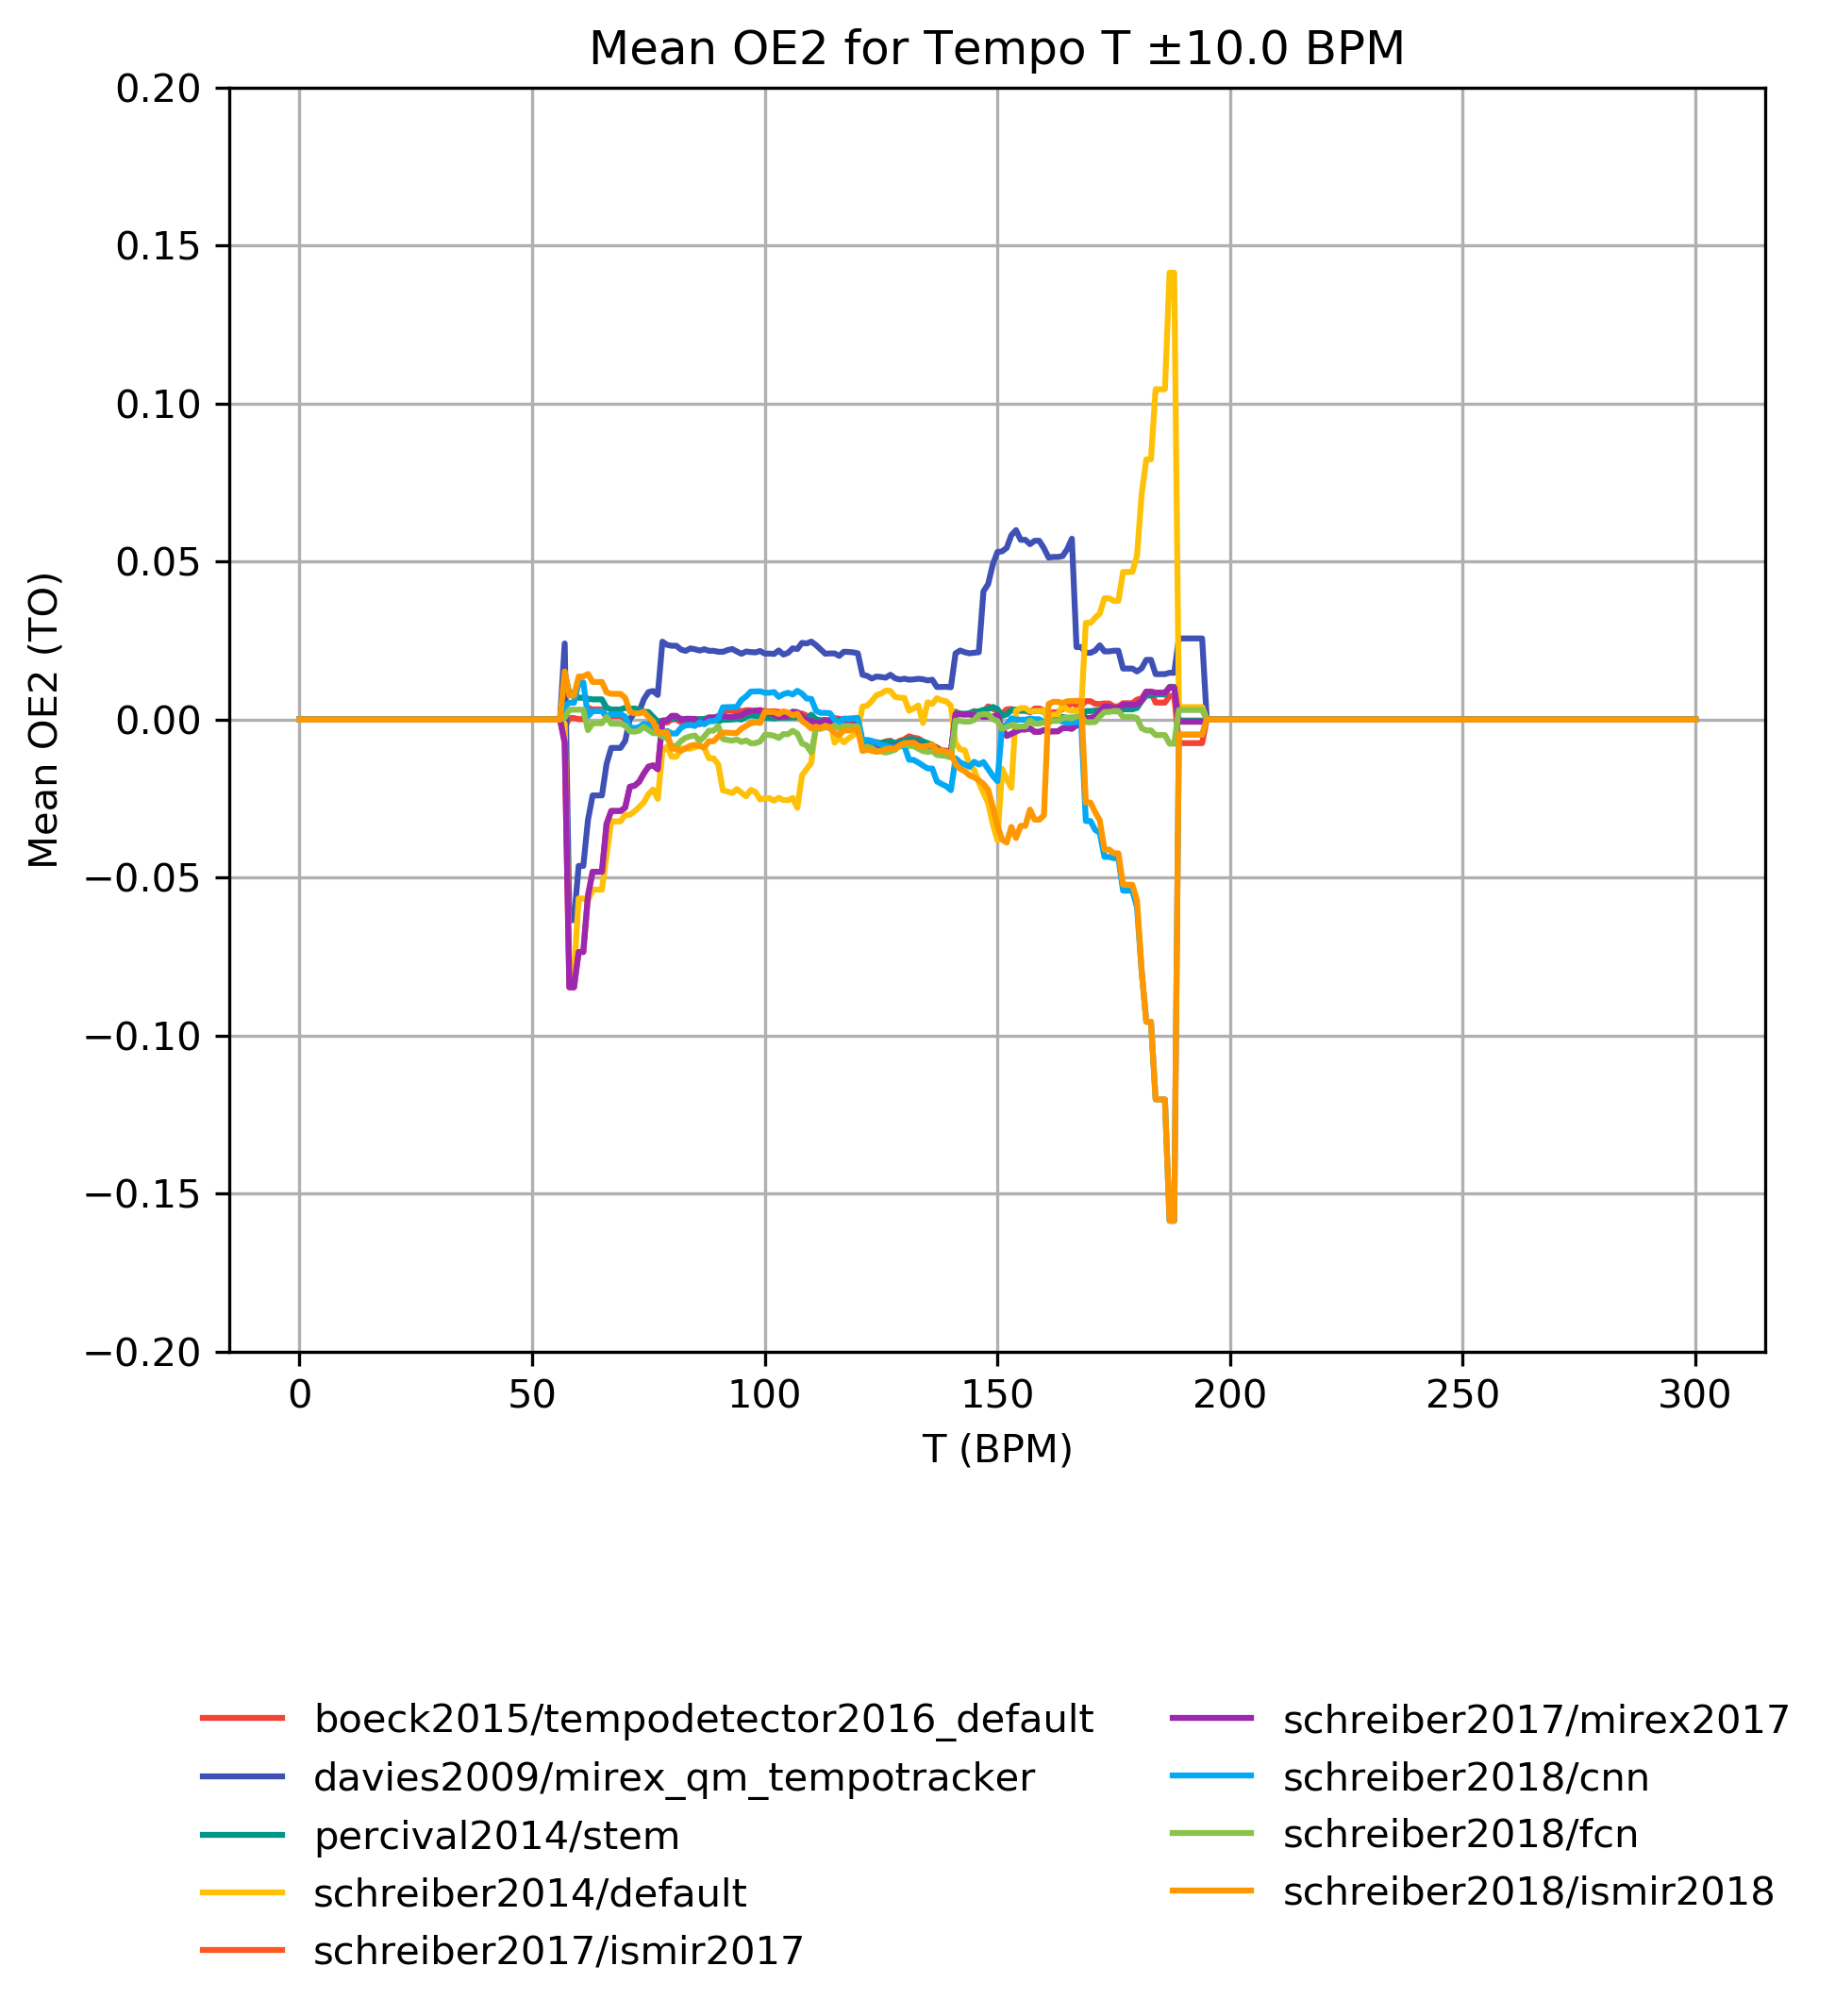 Mean OE2 for Tempo T ±10.0 BPM
0.20
0.15
0.10
0.05
0.00
−0.05
−0.10
−0.15
−0.20
Mean OE2 (TO)
0 50 100 150 200 250 300
T (BPM)
boeck2015/tempodetector2016_default
davies2009/mirex_qm_tempotracker
percival2014/stem
schreiber2014/default
schreiber2017/ismir2017
schreiber2017/mirex2017
schreiber2018/cnn
schreiber2018/fcn
schreiber2018/ismir2018